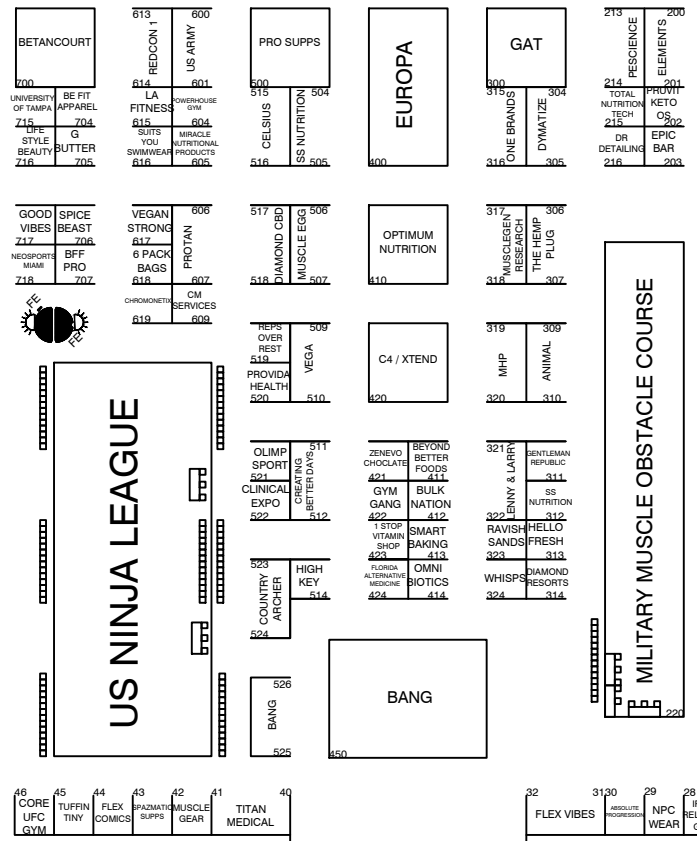 BETANCOURT
700
613
600
REDCON 1
US ARMY
614
601
PRO SUPPS
500
EUROPA
400
GAT
300
213
200
PESCIENCE
ELEMENTS
214
201
UNIVERSITY
OF TAMPA
715
BE FIT
APPAREL
704
LIFE
STYLE
BEAUTY
716
G
BUTTER
705
LA
FITNESS
615
POWERHOUSE
GYM
604
SUITS
YOU
SWIMWEAR
616
MIRACLE
NUTRITIONAL
PRODUCTS
605
515
504
CELSIUS
SS NUTRITION
516
505
315
304
ONE BRANDS
DYMATIZE
316
305
TOTAL
NUTRITION
TECH
215
PRUVIT
KETO
OS
202
DR
DETAILING
216
EPIC
BAR
203
GOOD
VIBES
717
SPICE
BEAST
706
NEOSPORTS
MIAMI
718
BFF
PRO
707
VEGAN
STRONG
617
606
PROTAN
6 PACK
BAGS
618
607
CHROMONETIX
619
CM
SERVICES
609
517
506
DIAMOND CBD
MUSCLE EGG
518
507
OPTIMUM
NUTRITION
410
317
306
MUSCLEGEN
RESEARCH
THE HEMP
PLUG
318
307
FE
FE
REPS
OVER
REST
519
509
VEGA
PROVIDA
HEALTH
520
510
C4 / XTEND
420
319
309
MHP
ANIMAL
320
310
US NINJA LEAGUE
MILITARY MUSCLE OBSTACLE COURSE
220
OLIMP
SPORT
521
511
CREATING
BETTER DAYS
CLINICAL
EXPO
522
512
ZENEVO
CHOCLATE
421
BEYOND
BETTER
FOODS
411
GYM
GANG
422
BULK
NATION
412
1 STOP
VITAMIN
SHOP
423
SMART
BAKING
413
FLORIDA
ALTERNATIVE
MEDICINE
424
OMNI
BIOTICS
414
321
LENNY & LARRY
322
GENTLEMAN
REPUBLIC
311
SS
NUTRITION
312
RAVISH
SANDS
323
HELLO
FRESH
313
WHISPS
324
DIAMOND
RESORTS
314
523
COUNTRY
ARCHER
524
HIGH
KEY
514
526
BANG
525
BANG
450
46
CORE
UFC
GYM
45
TUFFIN
TINY
44
FLEX
COMICS
43
SPAZMATIC
SUPPS
42
MUSCLE
GEAR
41
40
TITAN
MEDICAL
32
31
FLEX VIBES
30
ABSOLUTE
PROGRESSION
29
NPC
WEAR
28